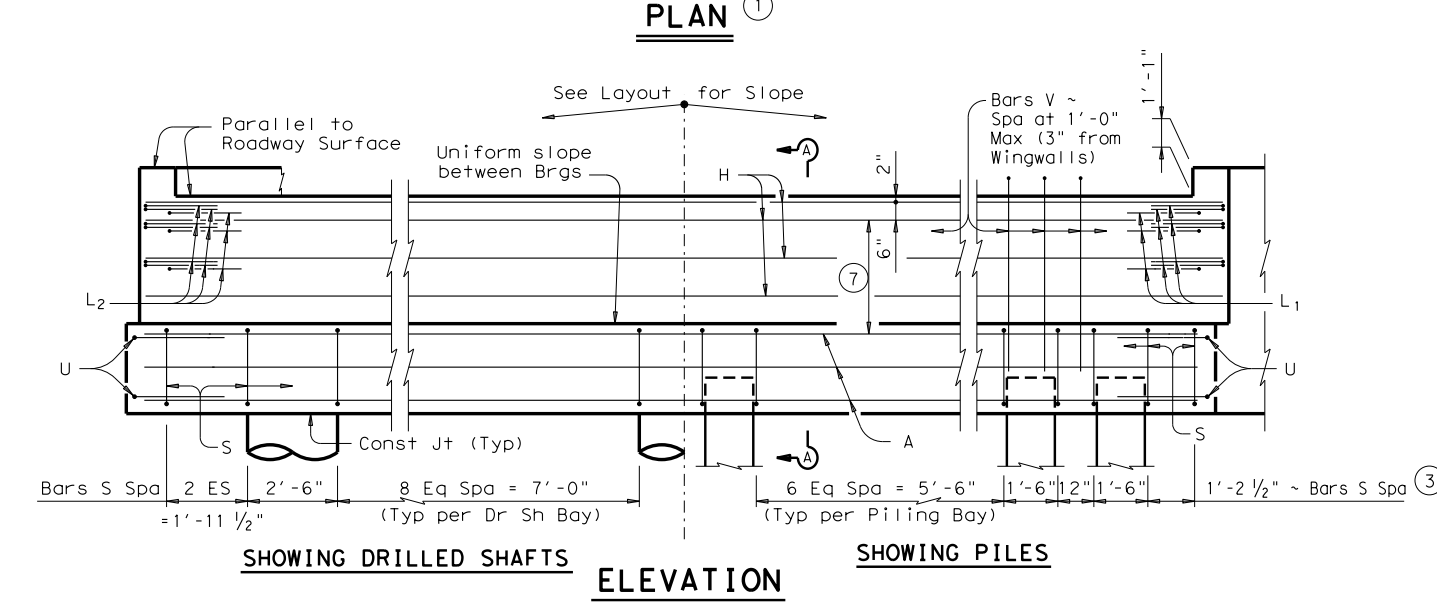 PLAN 1
See Layout for Slope
1'-1"
Bars V ~
Spa at 1'-0"
Max (3" from
Wingwalls)
Parallel to
Roadway Surface
Uniform slope
between Brgs
H
A
2"
6"
7
L2
L1
U
U
S
Const Jt (Typ)
A
A
S
Bars S Spa
2 ES
=1'-11 1/2"
2'-6"
8 Eq Spa = 7'-0"
(Typ per Dr Sh Bay)
6 Eq Spa = 5'-6"
(Typ per Piling Bay)
1'-6"
12"
1'-6"
1'-2 1/2" ~ Bars S Spa 3
SHOWING DRILLED SHAFTS
SHOWING PILES
ELEVATION